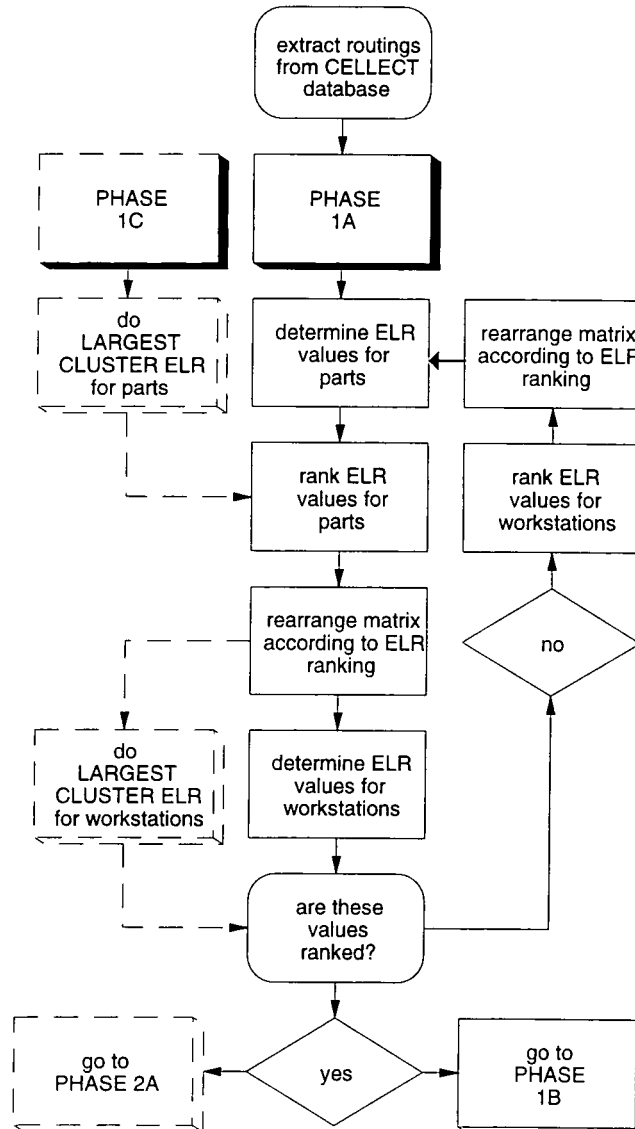 extract routings
from CELLECT
database
PHASE
1C
PHASE
1A
do
LARGEST
CLUSTER ELR
for parts
determine ELR
values for
parts
rearrange matrix
according to ELR
ranking
rank ELR
values for
parts
rank ELR
values for
workstations
rearrange matrix
according to ELR
ranking
no
do
LARGEST
CLUSTER ELR
for workstations
determine ELR
values for
workstations
are these
values
ranked?
go to
PHASE 2A
yes
go to
PHASE
1B